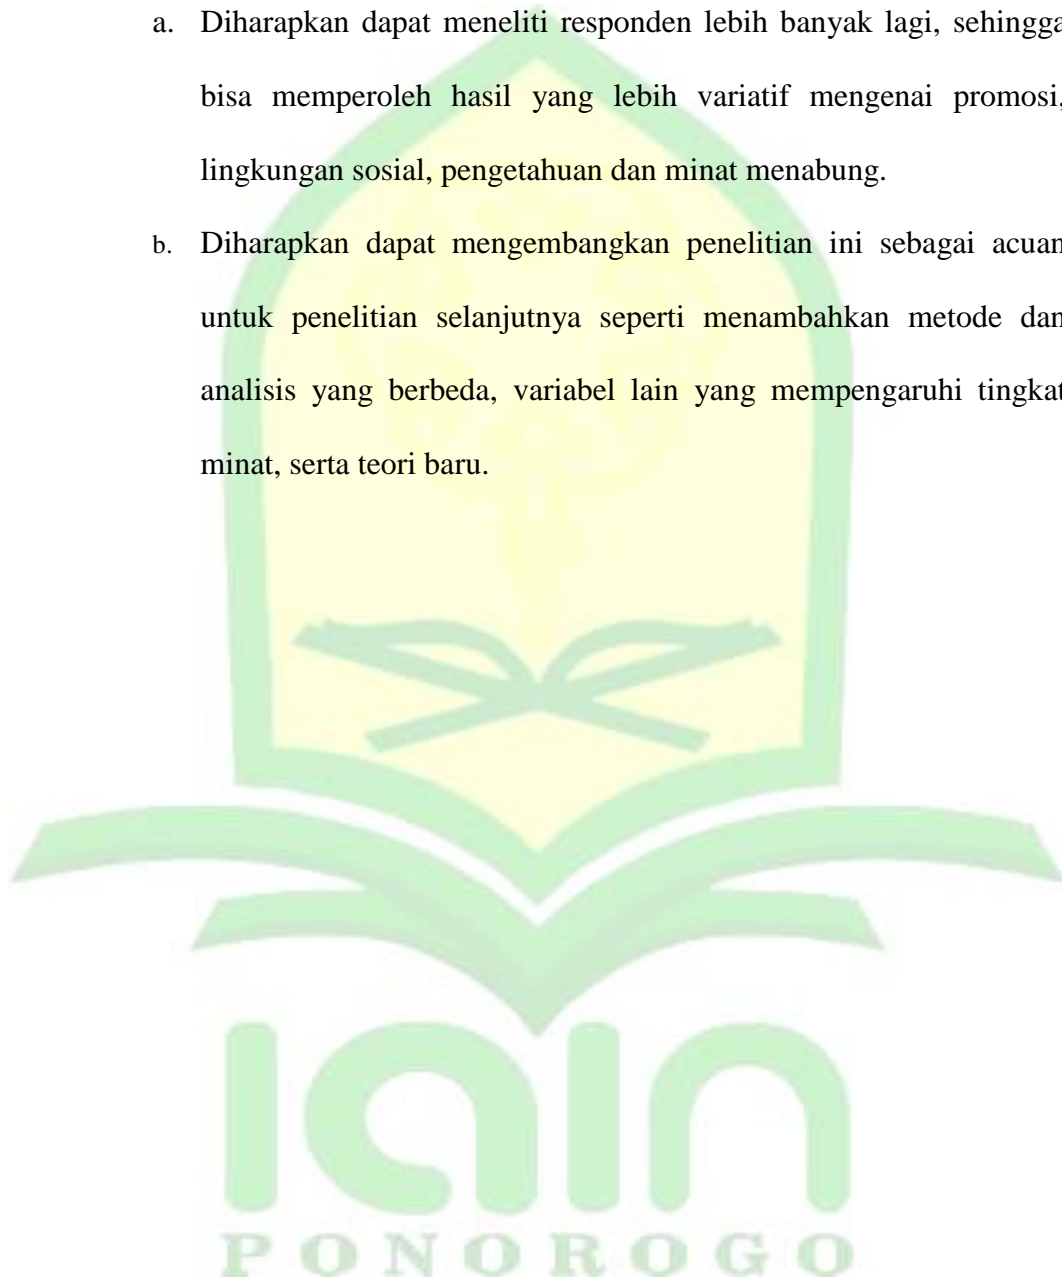 a. Diharapkan dapat meneliti responden lebih banyak lagi, sehingga
bisa memperoleh hasil yang lebih variatif mengenai promosi,
lingkungan sosial, pengetahuan dan minat menabung.
b. Diharapkan dapat mengembangkan penelitian ini sebagai acuan
untuk penelitian selanjutnya seperti menambahkan metode dan
analisis yang berbeda, variabel lain yang mempengaruhi tingkat
minat, serta teori baru.
iain
PONOROGO